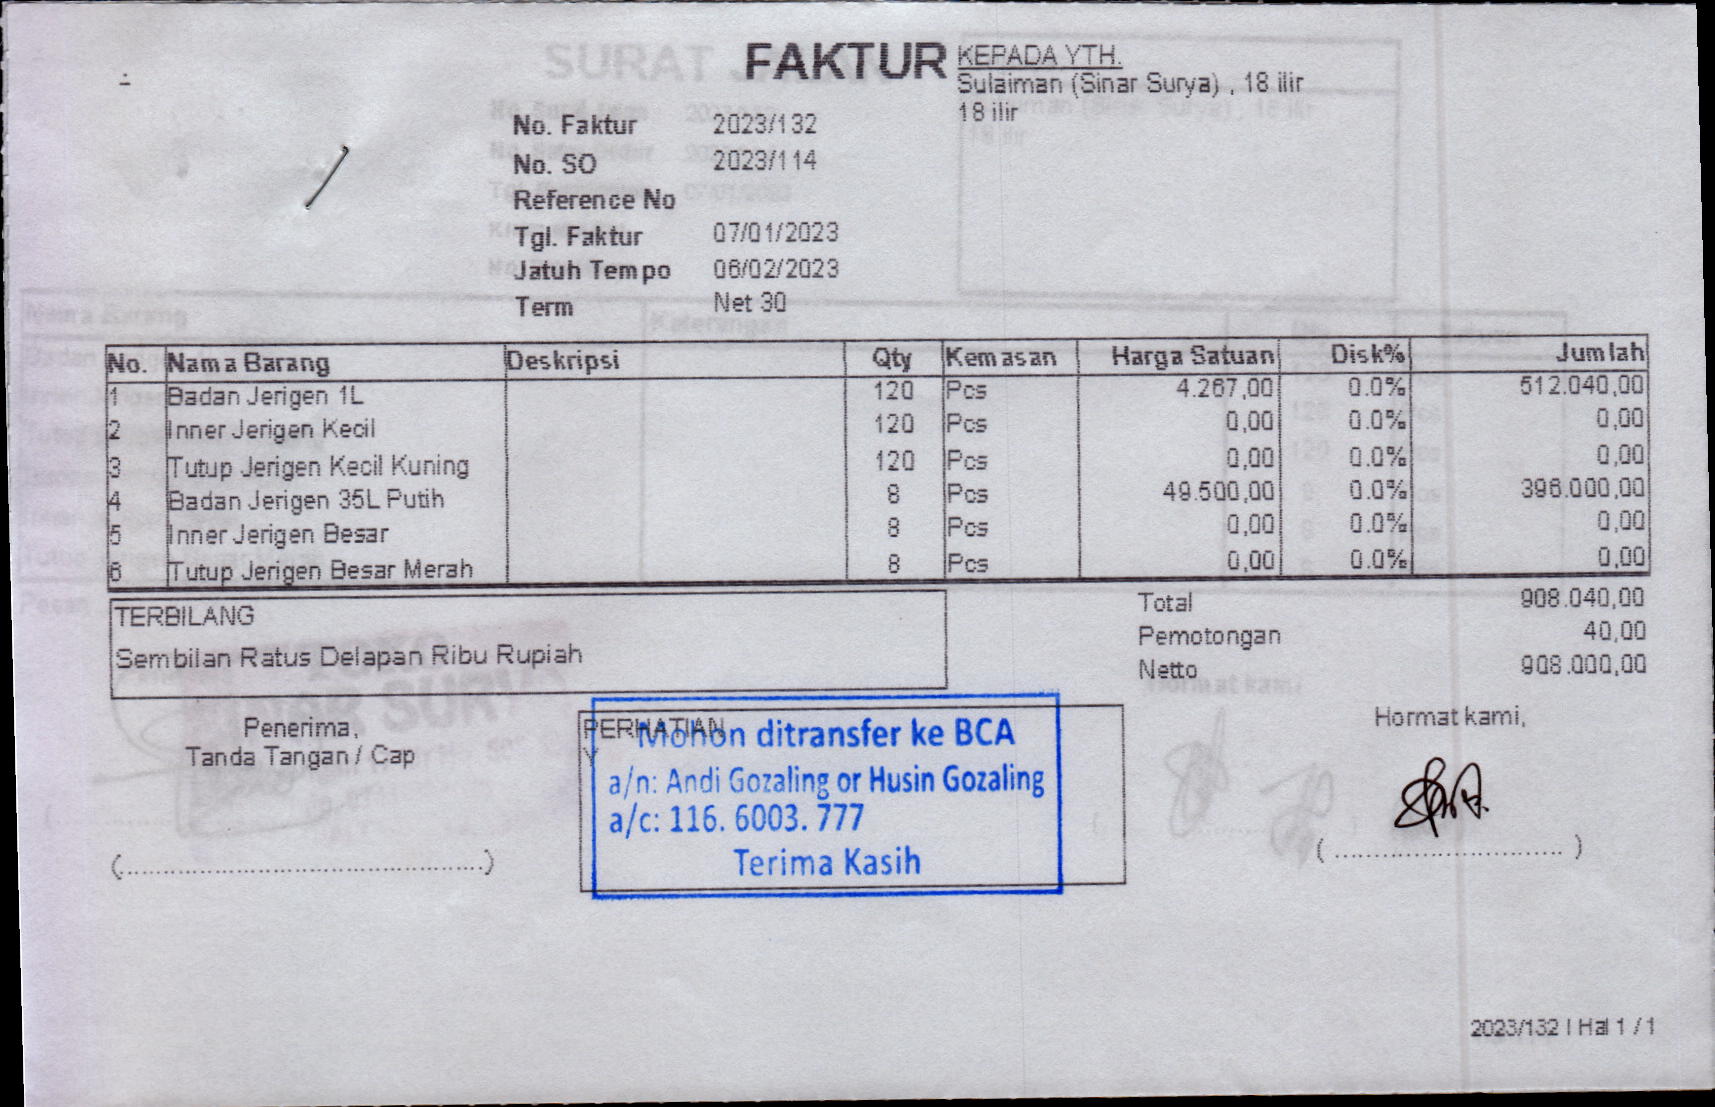 FAKTUR
KEPADA YTH.
Sulaiman (Sinar Surya) , 18 ilir
18 ilir
No. Faktur 2023/132
No. SO 2023/114
Reference No
Tgl. Faktur 07/01/2023
Jatuh Tempo 06/02/2023
Term Net 30
No. Nama Barang Deskripsi Qty Kemasan Harga Satuan Disk% Jumlah
1 Badan Jerigen 1L 120 Pcs 4.267,00 0.0% 512.040,00
2 Inner Jerigen Kecil 120 Pcs 0,00 0.0% 0,00
3 Tutup Jerigen Kecil Kuning 120 Pcs 0,00 0.0% 0,00
4 Badan Jerigen 35L Putih 8 Pcs 49.500,00 0.0% 396.000,00
5 Inner Jerigen Besar 8 Pcs 0,00 0.0% 0,00
6 Tutup Jerigen Besar Merah 8 Pcs 0,00 0.0% 0,00
TERBILANG
Sembilan Ratus Delapan Ribu Rupiah
Total 908.040,00
Pemotongan 40,00
Netto 908.000,00
Penerima,
Tanda Tangan / Cap
PERHATIAN
Y
Mohon ditransfer ke BCA
a/n: Andi Gozaling or Husin Gozaling
a/c: 116. 6003. 777
Terima Kasih
Hormat kami,
2023/132 I Hal 1 / 1